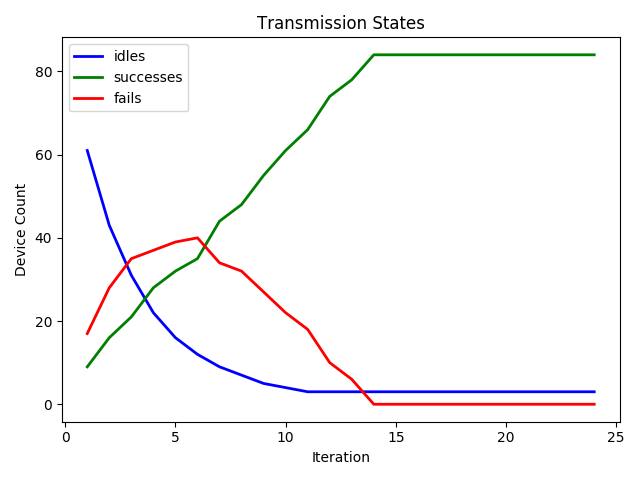 Transmission States
idles
successes
fails
Device Count
80
60
40
20
0
0 5 10 15 20 25
Iteration